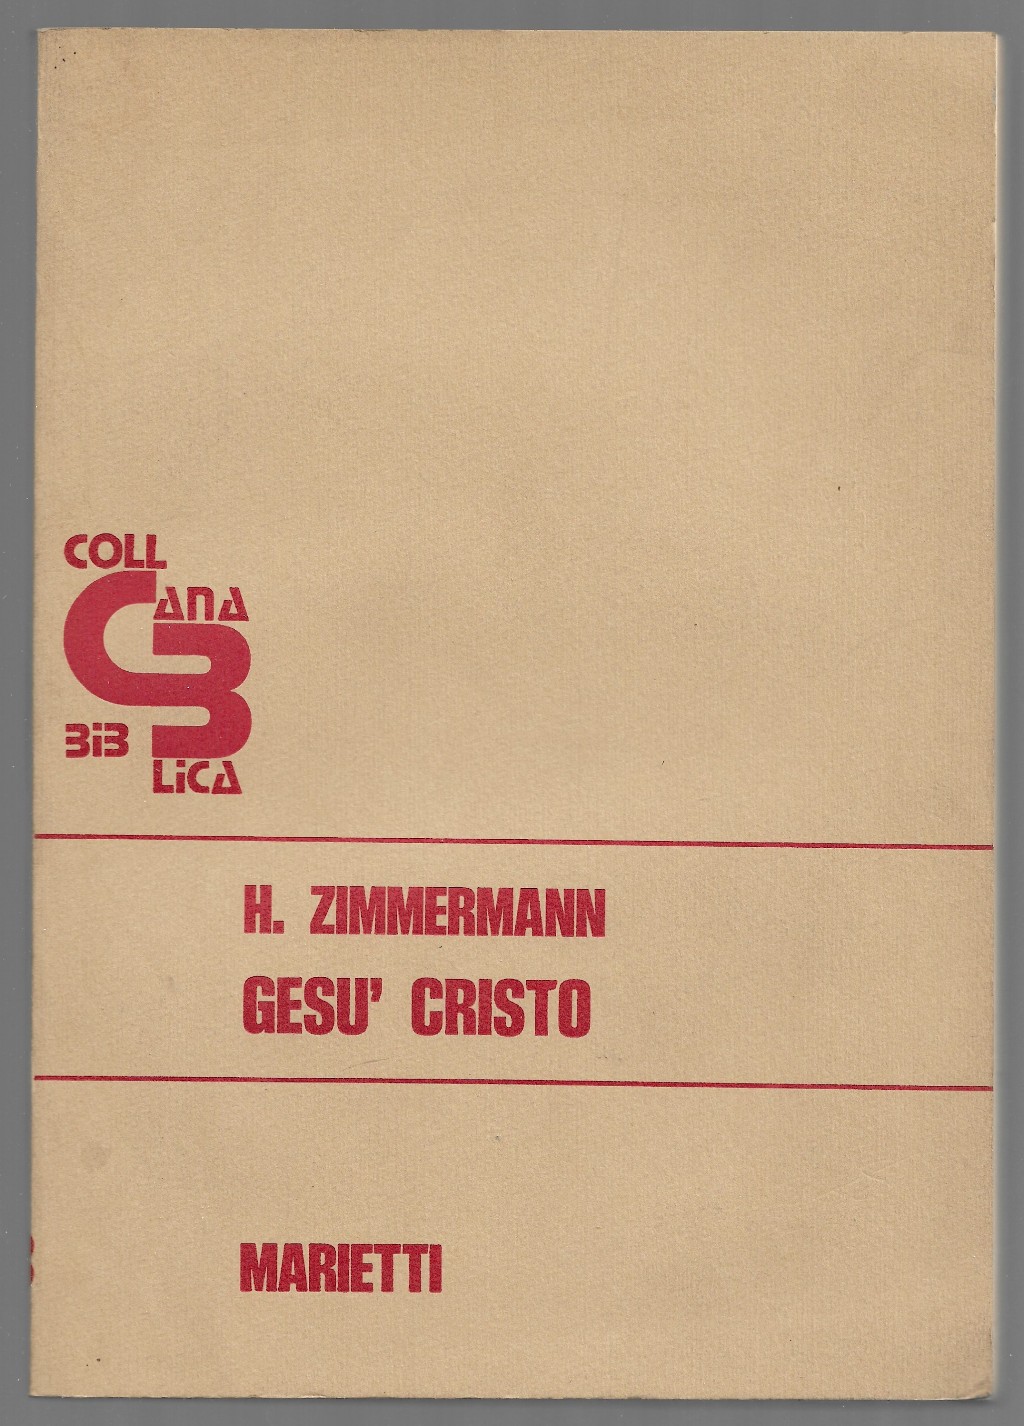 COLL
ANA
BiB
LiCA
H. ZIMMERMANN
GESU' CRISTO
MARIETTI